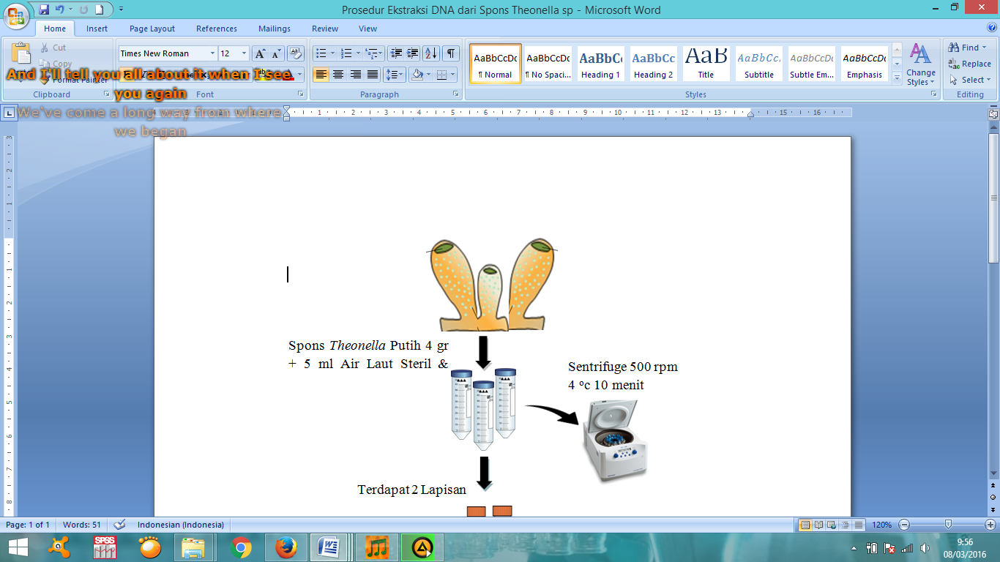 Prosedur Ekstraksi DNA dari Spons Theonella sp - Microsoft Word
Home Insert Page Layout References Mailings Review View
Cut
Copy
Format Painter
Clipboard
Times New Roman 12
Font
Paragraph
AaBbCcDc AaBbCcDc AaBbCc AaBbCc AaB AaBbCc. AaBbCcDc AaBbCcDc
¶ Normal ¶ No Spaci... Heading 1 Heading 2 Title Subtitle Subtle Em... Emphasis
Change Styles
Styles
Find
Replace
Select
Editing
And I'll tell you all about it when I see
you again
We've come a long way from where
we began
Spons Theonella Putih 4 gr
+ 5 ml Air Laut Steril &
Sentrifuge 500 rpm
4 °c 10 menit
Terdapat 2 Lapisan
Page: 1 of 1 Words: 51 Indonesian (Indonesia) 120%
SPSS
9:56
08/03/2016